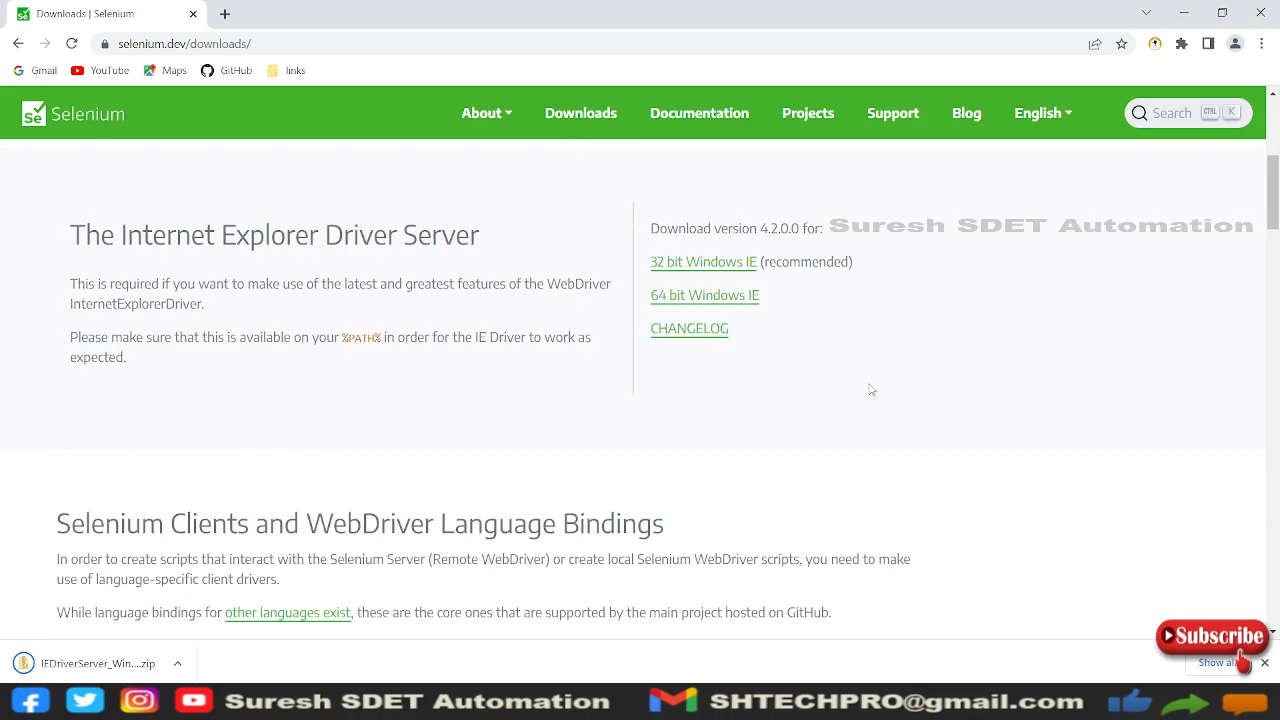 Downloads | Selenium
selenium.dev/downloads/
Gmail YouTube Maps GitHub links
Se Selenium About Downloads Documentation Projects Support Blog English Search CTRL K
The Internet Explorer Driver Server
This is required if you want to make use of the latest and greatest features of the WebDriver
InternetExplorerDriver.
Please make sure that this is available on your %PATH% in order for the IE Driver to work as
expected.
Download version 4.2.0.0 for: Suresh SDET Automation
32 bit Windows IE (recommended)
64 bit Windows IE
CHANGELOG
Selenium Clients and WebDriver Language Bindings
In order to create scripts that interact with the Selenium Server (Remote WebDriver) or create local Selenium WebDriver scripts, you need to make
use of language-specific client drivers.
While language bindings for other languages exist, these are the core ones that are supported by the main project hosted on GitHub.
Subscribe
IEDriverServer_Win....zip Show all
Suresh SDET Automation SHTECHPRO@gmail.com